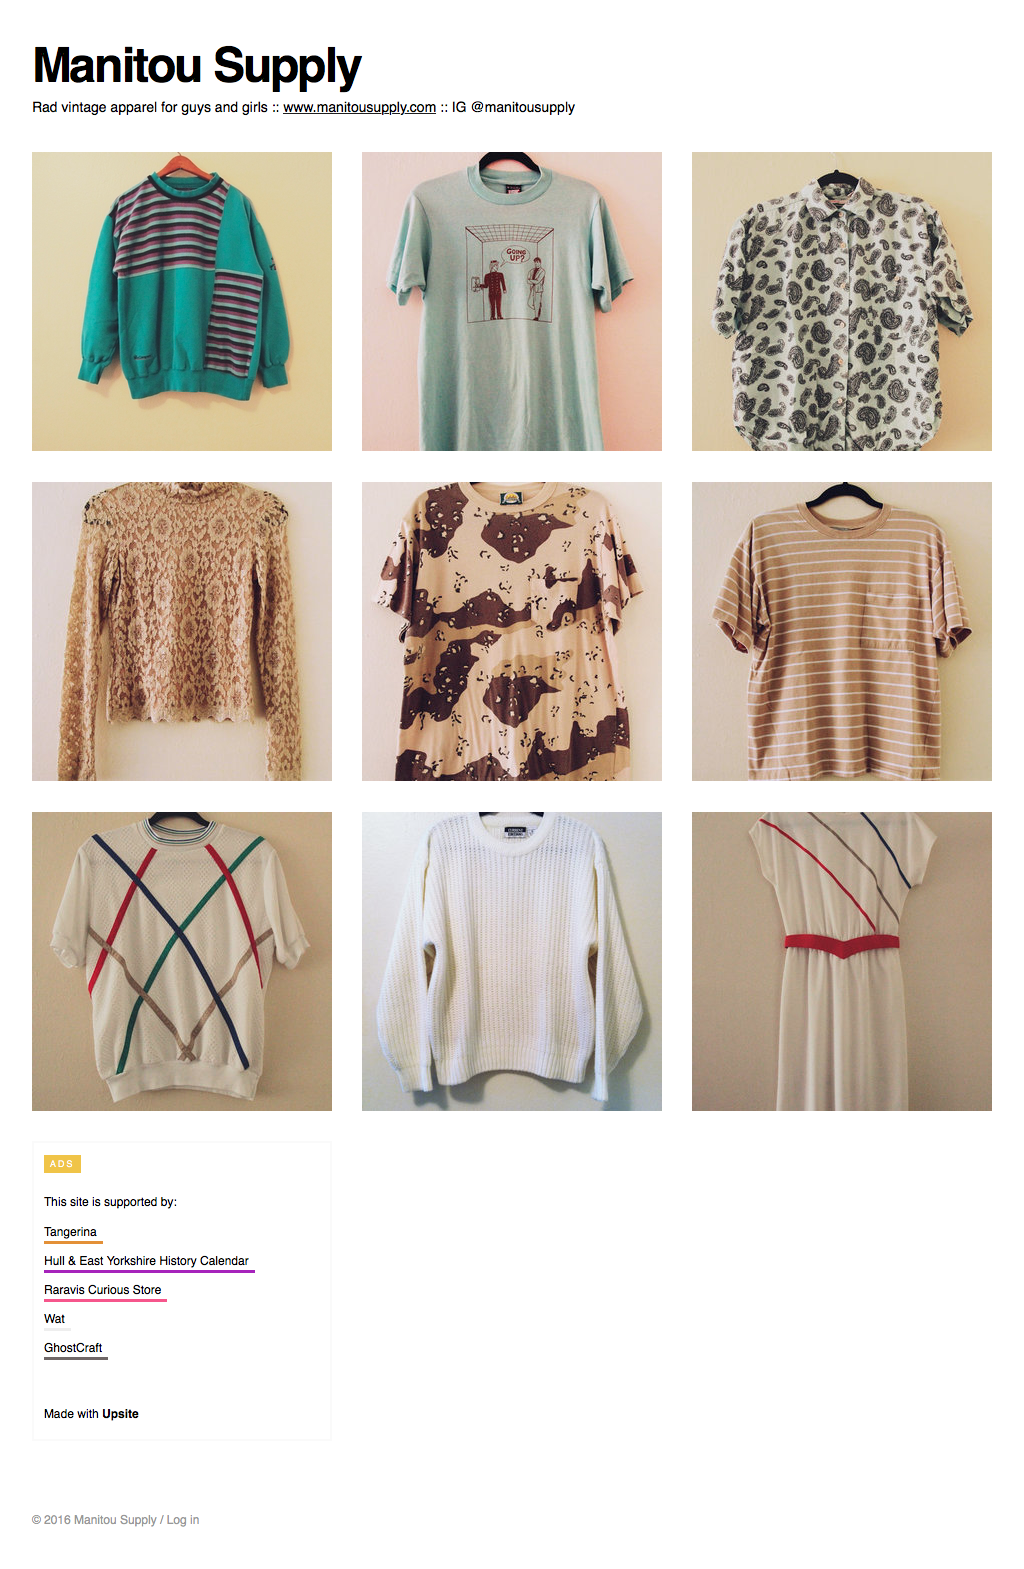 Manitou Supply
Rad vintage apparel for guys and girls :: www.manitousupply.com :: IG @manitousupply
GOING
UP?
ADS
This site is supported by:
Tangerina
Hull & East Yorkshire History Calendar
Raravis Curious Store
Wat
GhostCraft
Made with Upsite
© 2016 Manitou Supply / Log in